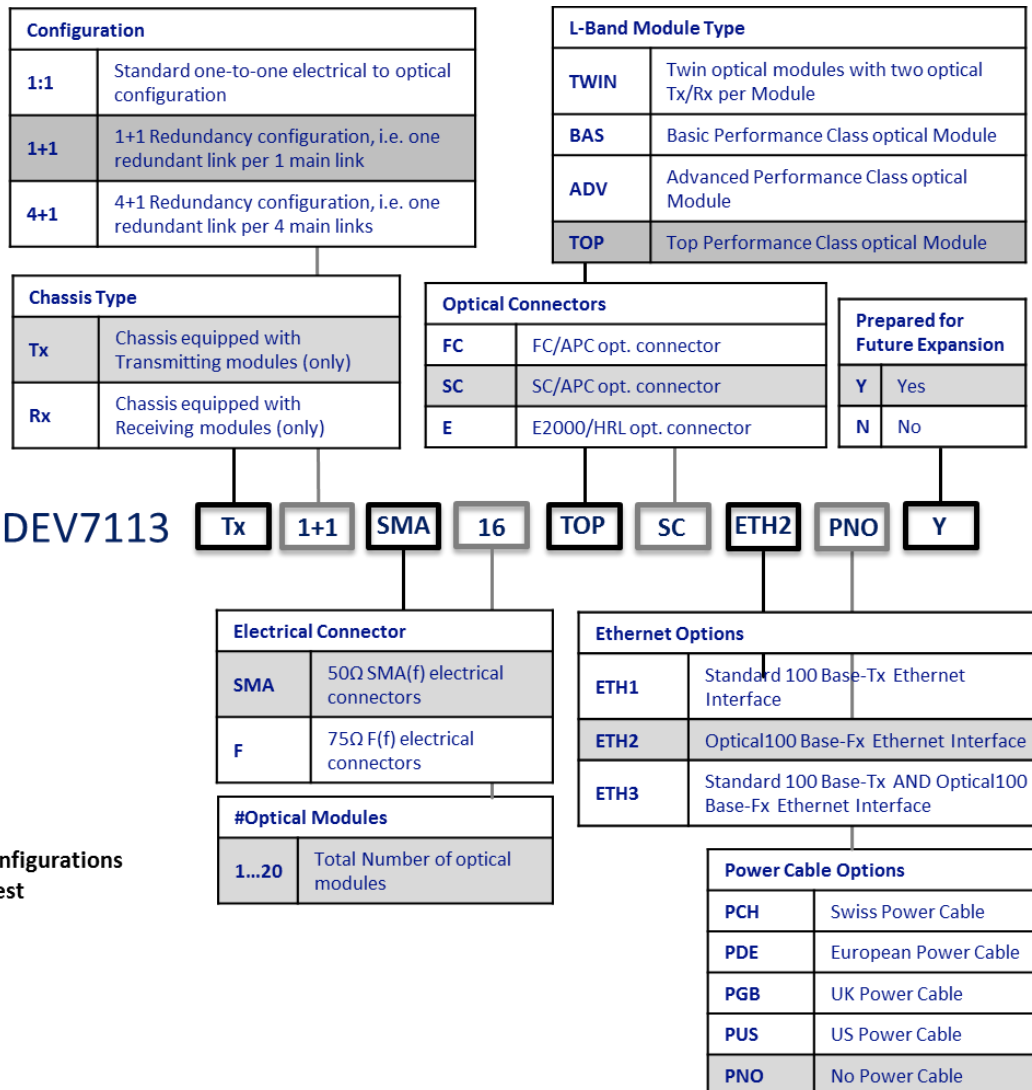 Configuration
1:1 Standard one-to-one electrical to optical
configuration
1+1 1+1 Redundancy configuration, i.e. one
redundant link per 1 main link
4+1 4+1 Redundancy configuration, i.e. one
redundant link per 4 main links
L-Band Module Type
TWIN Twin optical modules with two optical
Tx/Rx per Module
BAS Basic Performance Class optical Module
ADV Advanced Performance Class optical
Module
TOP Top Performance Class optical Module
Chassis Type
Tx Chassis equipped with
Transmitting modules (only)
Rx Chassis equipped with
Receiving modules (only)
Optical Connectors
FC FC/APC opt. connector
SC SC/APC opt. connector
E E2000/HRL opt. connector
Prepared for
Future Expansion
Y Yes
N No
DEV7113 Tx 1+1 SMA 16 TOP SC ETH2 PNO Y
Electrical Connector
SMA 50Ω SMA(f) electrical
connectors
F 75Ω F(f) electrical
connectors
#Optical Modules
1...20 Total Number of optical
modules
Ethernet Options
ETH1 Standard 100 Base-Tx Ethernet
Interface
ETH2 Optical100 Base-Fx Ethernet Interface
ETH3 Standard 100 Base-Tx AND Optical100
Base-Fx Ethernet Interface
nfigurations
est
Power Cable Options
PCH Swiss Power Cable
PDE European Power Cable
PGB UK Power Cable
PUS US Power Cable
PNO No Power Cable